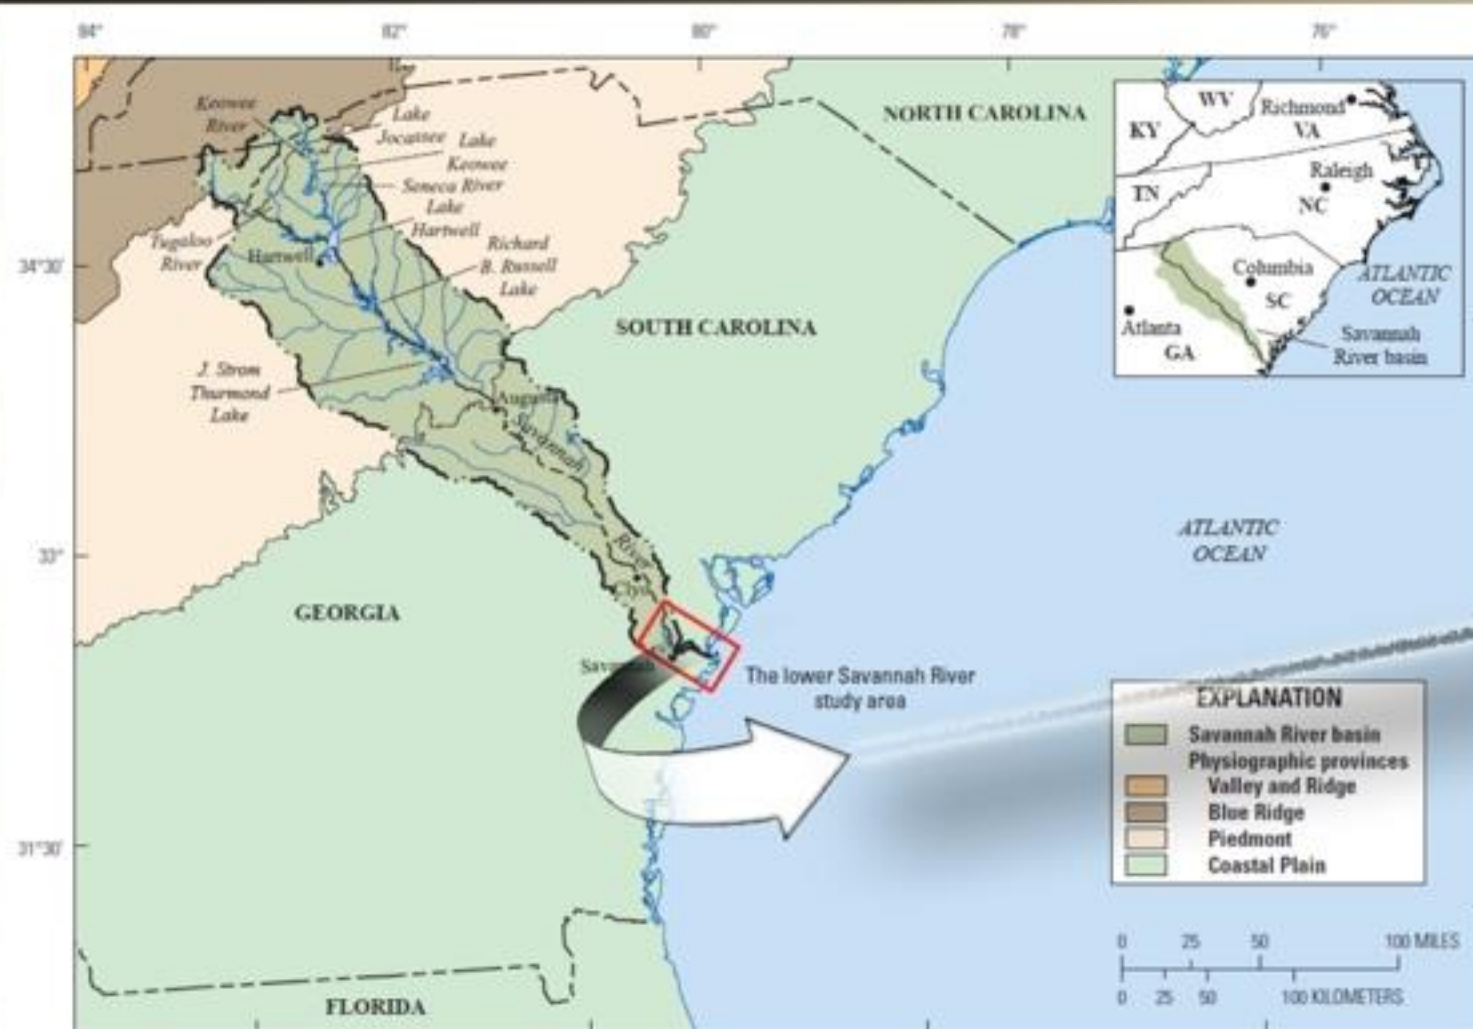 84°
82°
80°
78°
76°
34°30'
33°
31°30'
Keowee
River
Lake
Jocassee
Lake
Keowee
Seneca River
Lake
Hartwell
Tugaloo
River
Hartwell
Richard
B. Russell
Lake
J. Strom
Thurmond
Lake
Augusta
Savannah
River
Clyo
NORTH CAROLINA
SOUTH CAROLINA
GEORGIA
FLORIDA
ATLANTIC
OCEAN
Savannah
The lower Savannah River
study area
WV
Richmond
KY
VA
TN
Raleigh
NC
Columbia
SC
ATLANTIC
OCEAN
Atlanta
GA
Savannah
River basin
EXPLANATION
Savannah River basin
Physiographic provinces
Valley and Ridge
Blue Ridge
Piedmont
Coastal Plain
0 25 50 100 MILES
0 25 50 100 KILOMETERS